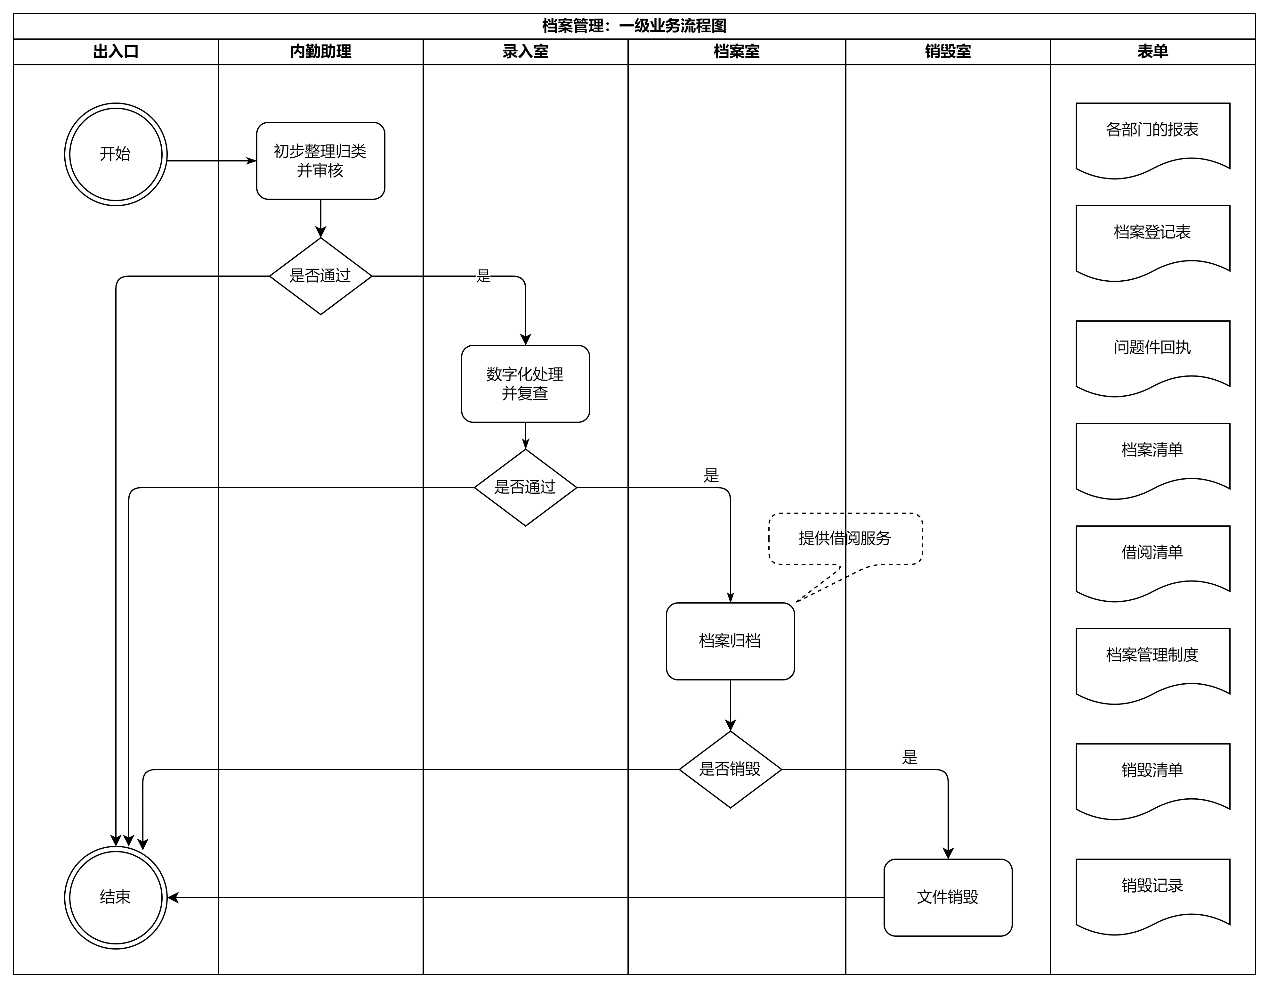 档案管理：一级业务流程图
出入口
内勤助理
录入室
档案室
销毁室
表单
开始
初步整理归类
并审核
各部门的报表
档案登记表
是否通过
是
问题件回执
数字化处理
并复查
档案清单
是
是否通过
提供借阅服务
借阅清单
档案归档
档案管理制度
是
是否销毁
销毁清单
结束
文件销毁
销毁记录